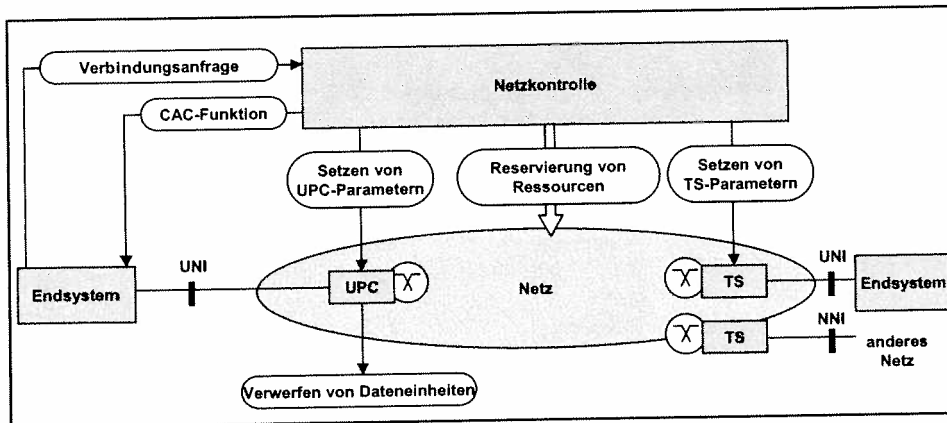 Verbindungsanfrage
Netzkontrolle
CAC-Funktion
Setzen von
UPC-Parametern
Reservierung von
Ressourcen
Setzen von
TS-Parametern
UNI
UNI
Endsystem
UPC
Netz
TS
Endsystem
NNI
TS
anderes
Netz
Verwerfen von Dateneinheiten